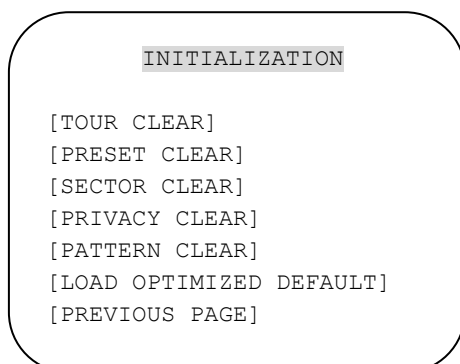 INITIALIZATION
[TOUR CLEAR]
[PRESET CLEAR]
[SECTOR CLEAR]
[PRIVACY CLEAR]
[PATTERN CLEAR]
[LOAD OPTIMIZED DEFAULT]
[PREVIOUS PAGE]